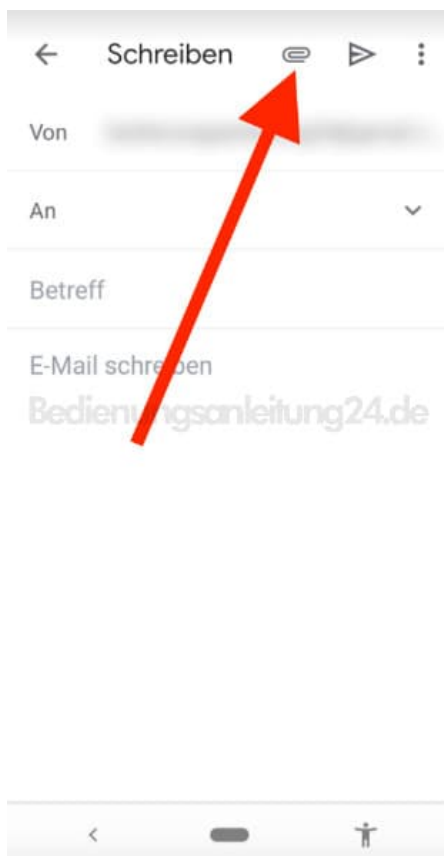 Schreiben
Von
An
Betreff
E-Mail schreiben
Bedienungsanleitung24.de